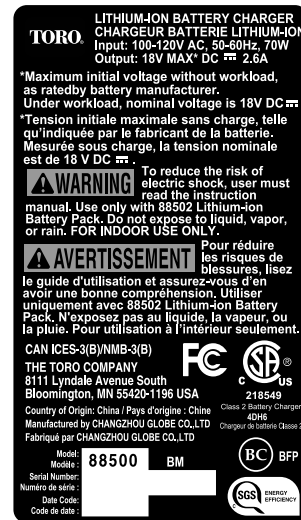 TORO.
LITHIUM-ION BATTERY CHARGER
CHARGEUR BATTERIE LITHIUM-ION
Input: 100-120V AC, 50-60Hz, 70W
Output: 18V MAX* DC ⎓ 2.6A
*Maximum initial voltage without workload,
as ratedby battery manufacturer.
Under workload, nominal voltage is 18V DC ⎓
*Tension initiale maximale sans charge, telle
qu'indiquée par le fabricant de la batterie.
Mesurée sous charge, la tension nominale
est de 18 V DC ⎓.
WARNING To reduce the risk of
electric shock, user must
read the instruction
manual. Use only with 88502 Lithium-ion
Battery Pack. Do not expose to liquid, vapor,
or rain. FOR INDOOR USE ONLY.
AVERTISSEMENT Pour réduire
les risques de
blessures, lisez
le guide d'utilisation et assurez-vous d'en
avoir une bonne compréhension. Utiliser
uniquement avec 88502 Lithium-ion Battery
Pack. N'exposez pas au liquide, la vapeur, ou
la pluie. Pour utilisation à l'intérieur seulement.
CAN ICES-3(B)/NMB-3(B)
THE TORO COMPANY
8111 Lyndale Avenue South
Bloomington, MN 55420-1196 USA
Country of Origin: China / Pays d'origine : Chine
Manufactured by CHANGZHOU GLOBE CO.,LTD
Fabriqué par CHANGZHOU GLOBE CO.,LTD
FC
C SA ® US
218549
Class 2 Battery Charger
4DH6
Chargeur de batterie Classe 2
Model:
Modèle :
88500 BM
Serial Number:
Numéro de série :
Date Code:
Code de date :
BC BFP
SGS ENERGY
EFFICIENCY